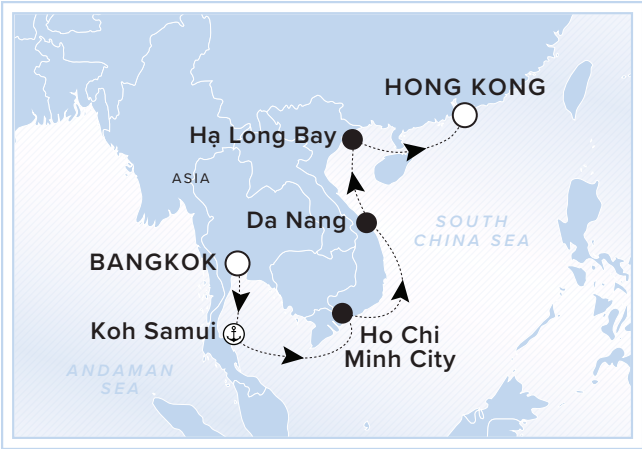 HONG KONG
Hạ Long Bay
ASIA
Da Nang
SOUTH
CHINA SEA
BANGKOK
Koh Samui
Ho Chi
Minh City
ANDAMAN
SEA